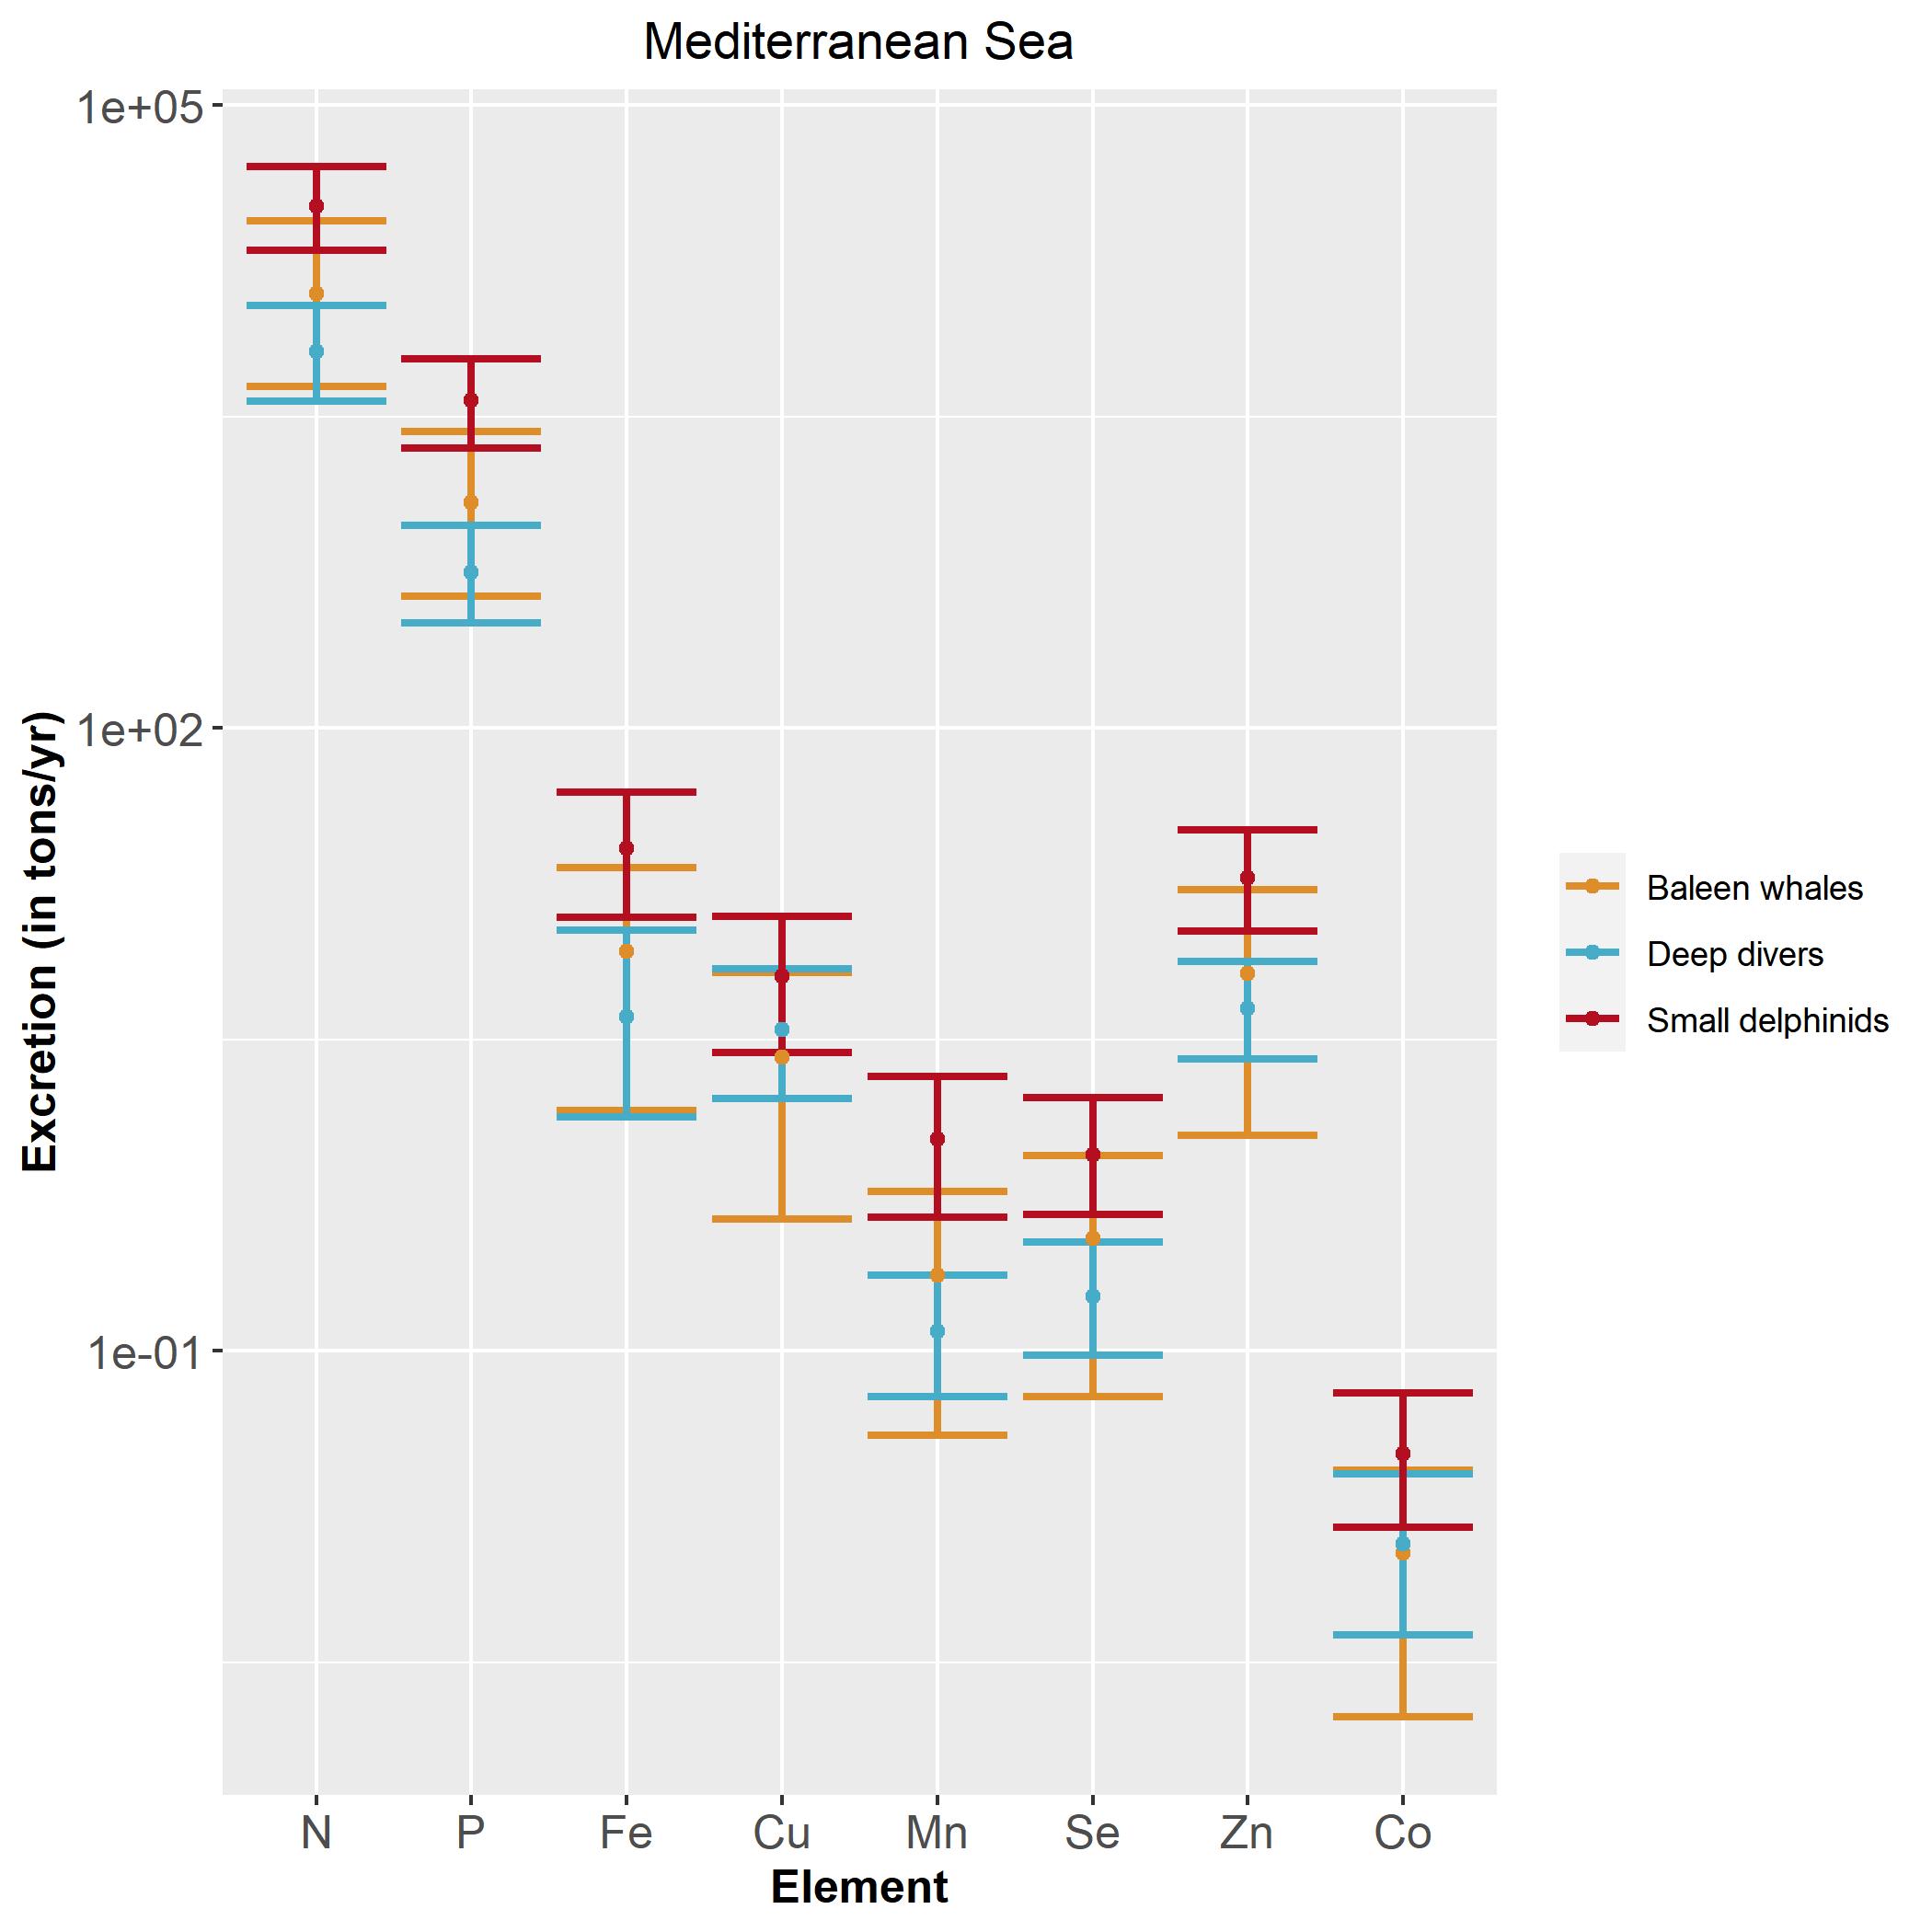 Mediterranean Sea
1e+05
1e+02
1e-01
Excretion (in tons/yr)
N P Fe Cu Mn Se Zn Co
Element
Baleen whales
Deep divers
Small delphinids